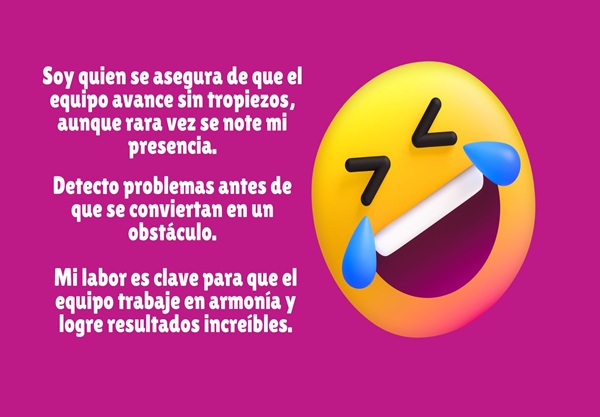 Soy quien se asegura de que el
equipo avance sin tropiezos,
aunque rara vez se note mi
presencia.
Detecto problemas antes de
que se conviertan en un
obstáculo.
Mi labor es clave para que el
equipo trabaje en armonía y
logre resultados increíbles.